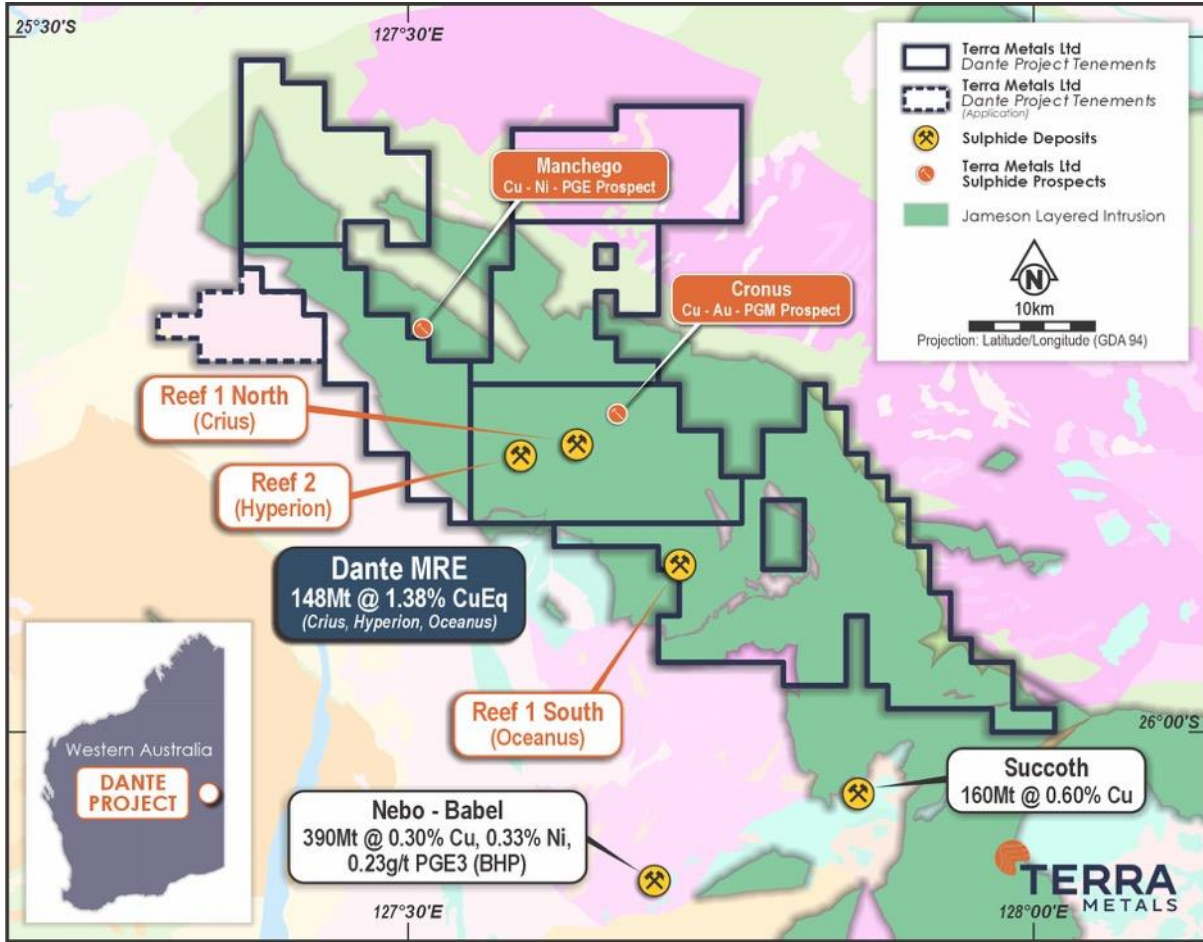 25°30'S
127°30'E
Terra Metals Ltd
Dante Project Tenements
Terra Metals Ltd
Dante Project Tenements
(Application)
Sulphide Deposits
Terra Metals Ltd
Sulphide Prospects
Jameson Layered Intrusion
N
10km
Projection: Latitude/Longitude (GDA 94)
Manchego
Cu - Ni - PGE Prospect
Cronus
Cu - Au - PGM Prospect
Reef 1 North
(Crius)
Reef 2
(Hyperion)
Dante MRE
148Mt @ 1.38% CuEq
(Crius, Hyperion, Oceanus)
Reef 1 South
(Oceanus)
26°00'S
Western Australia
DANTE
PROJECT
Nebo - Babel
390Mt @ 0.30% Cu, 0.33% Ni,
0.23g/t PGE3 (BHP)
Succoth
160Mt @ 0.60% Cu
127°30'E
128°00'E
TERRA
METALS